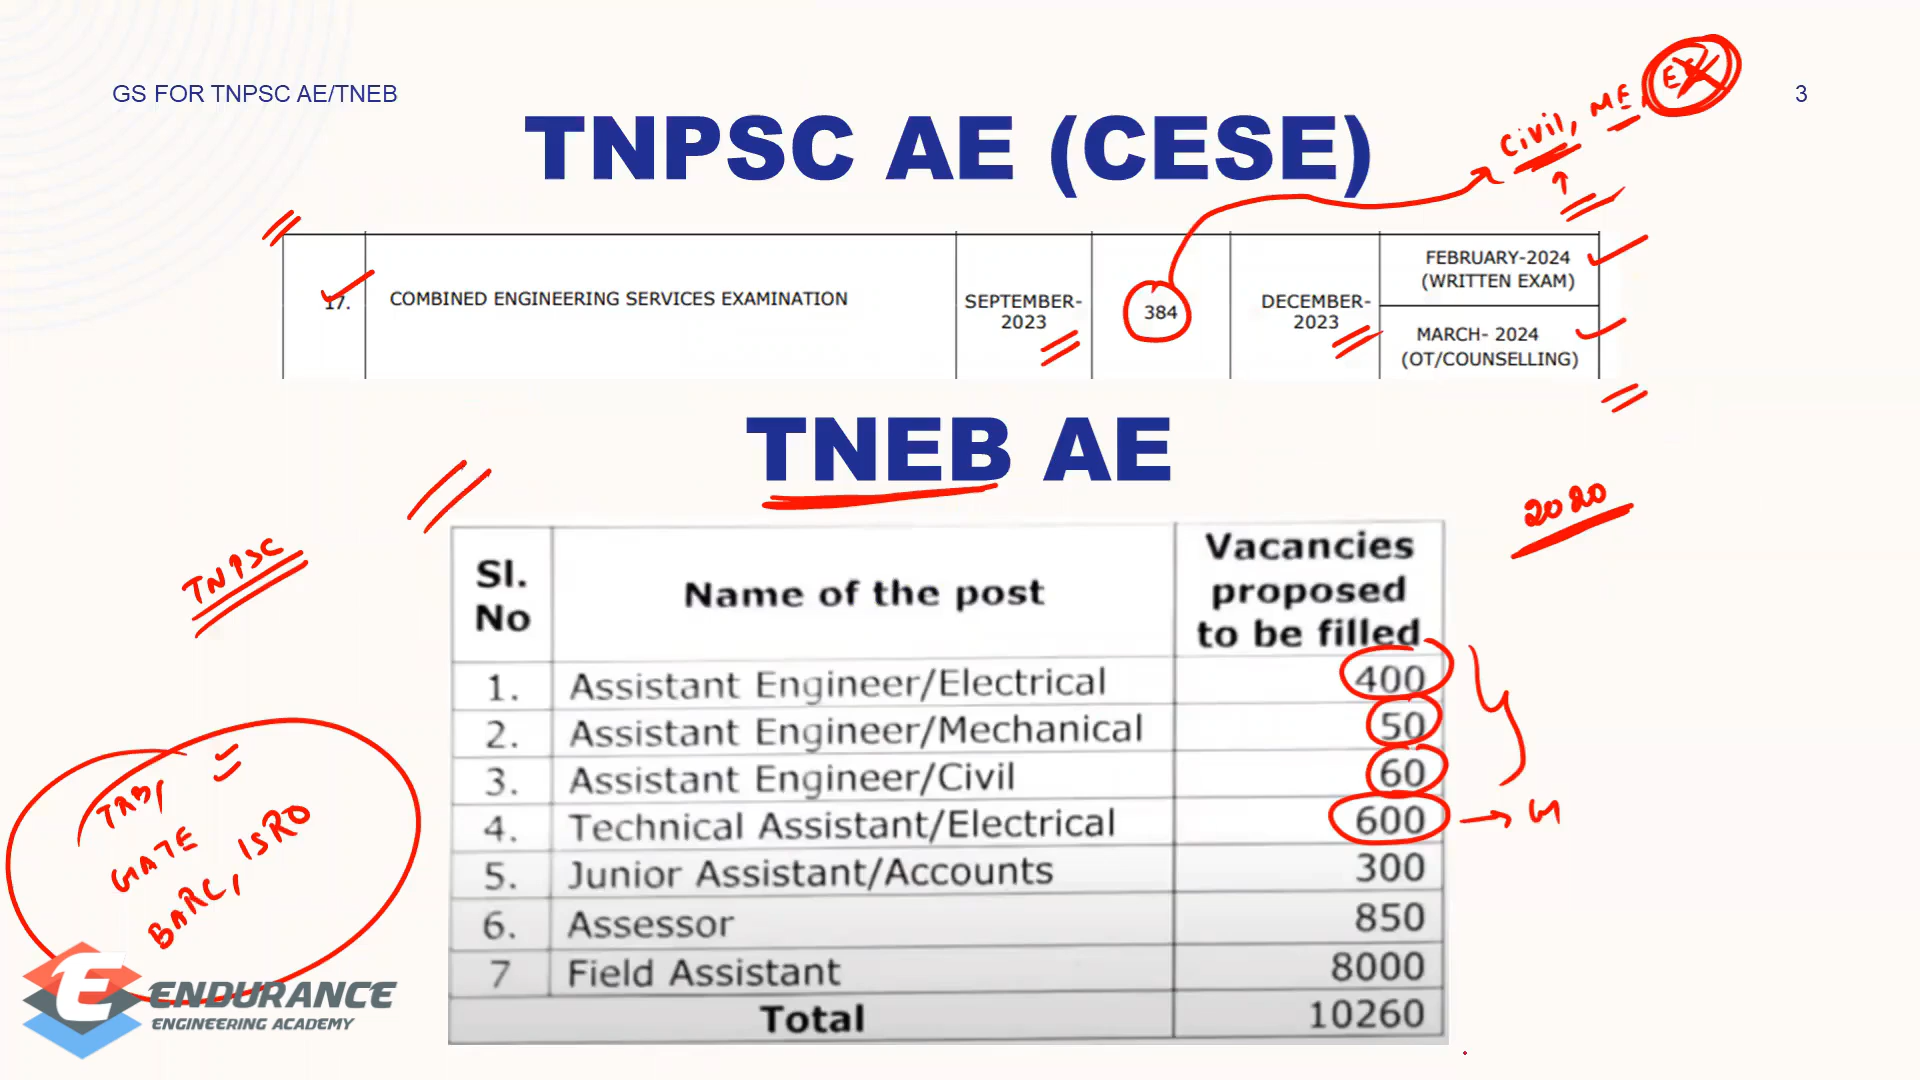 GS FOR TNPSC AE/TNEB
3
TNPSC AE (CESE)
Civil, ME,
17.
COMBINED ENGINEERING SERVICES EXAMINATION
SEPTEMBER-
2023
384
DECEMBER-
2023
FEBRUARY-2024
(WRITTEN EXAM)
MARCH- 2024
(OT/COUNSELLING)
TNEB AE
2020
TNPSC
Sl.
No
Name of the post
Vacancies
proposed
to be filled
1. Assistant Engineer/Electrical 400
2. Assistant Engineer/Mechanical 50
3. Assistant Engineer/Civil 60
4. Technical Assistant/Electrical 600
5. Junior Assistant/Accounts 300
6. Assessor 850
7 Field Assistant 8000
Total 10260
GATE
BARC, ISRO
ENDURANCE
ENGINEERING ACADEMY